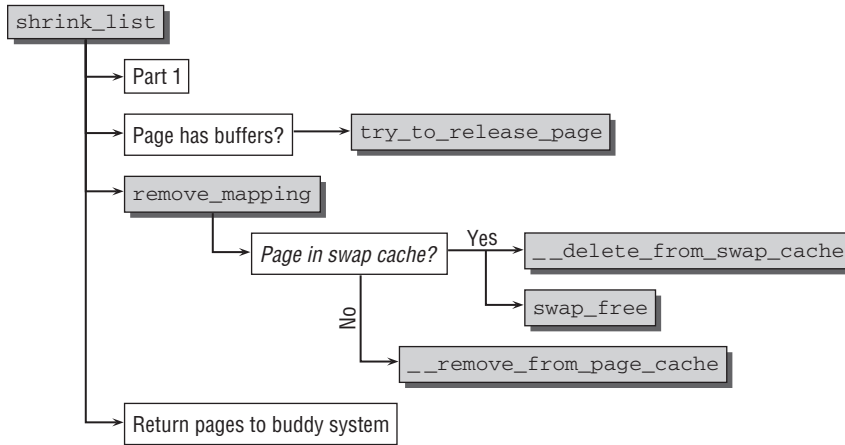 shrink_list
Part 1
Page has buffers?
try_to_release_page
remove_mapping
Page in swap cache?
Yes
__delete_from_swap_cache
swap_free
No
__remove_from_page_cache
Return pages to buddy system